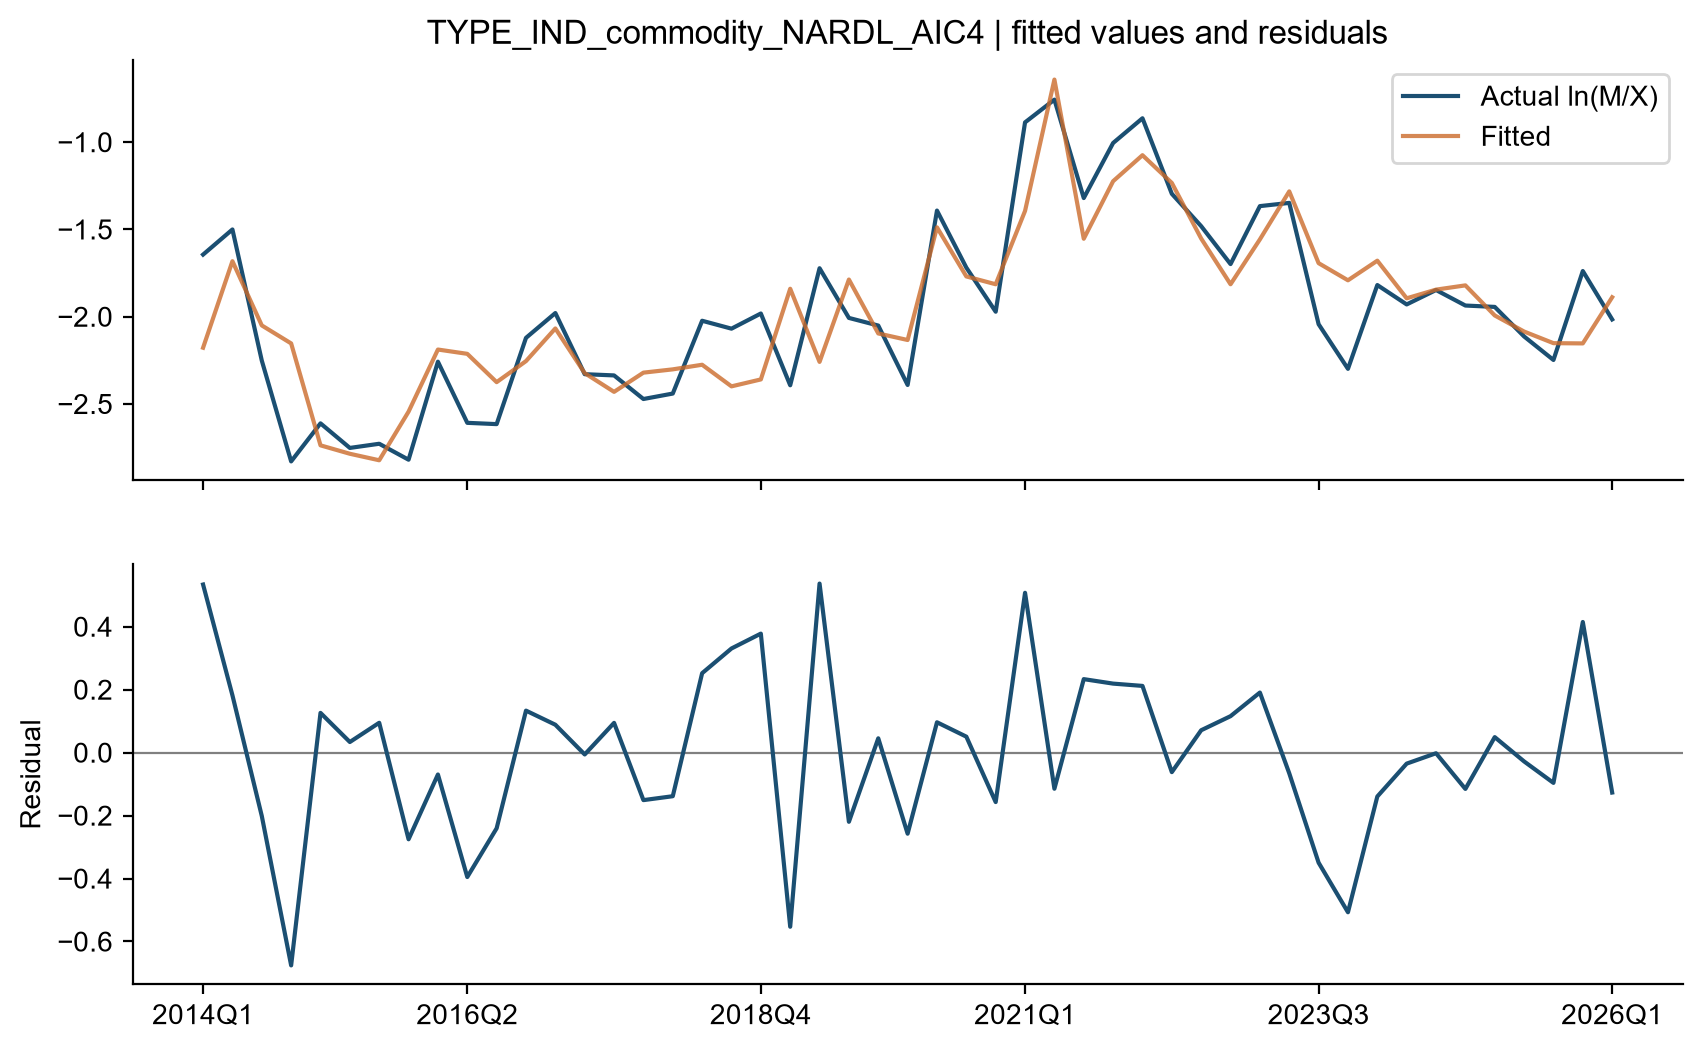 TYPE_IND_commodity_NARDL_AIC4 | fitted values and residuals
Actual ln(M/X)
Fitted
−1.0
−1.5
−2.0
−2.5
Residual
0.4
0.2
0.0
−0.2
−0.4
−0.6
2014Q1 2016Q2 2018Q4 2021Q1 2023Q3 2026Q1